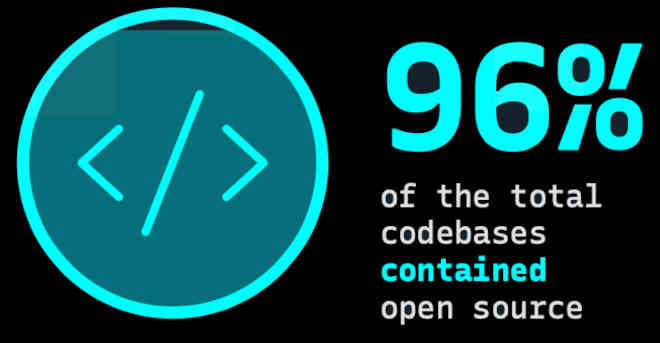 </>
96%
of the total
codebases
contained
open source